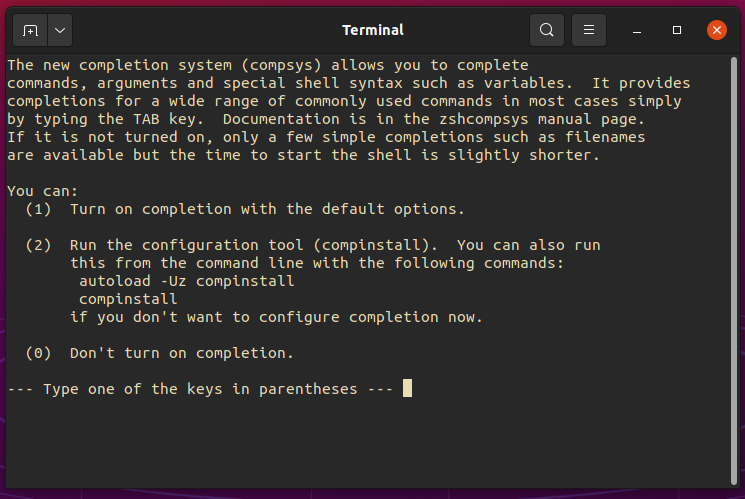 Terminal
The new completion system (compsys) allows you to complete
commands, arguments and special shell syntax such as variables.  It provides
completions for a wide range of commonly used commands in most cases simply
by typing the TAB key.  Documentation is in the zshcompsys manual page.
If it is not turned on, only a few simple completions such as filenames
are available but the time to start the shell is slightly shorter.

You can:
  (1)  Turn on completion with the default options.

  (2)  Run the configuration tool (compinstall).  You can also run
       this from the command line with the following commands:
        autoload -Uz compinstall
        compinstall
       if you don't want to configure completion now.

  (0)  Don't turn on completion.

--- Type one of the keys in parentheses ---